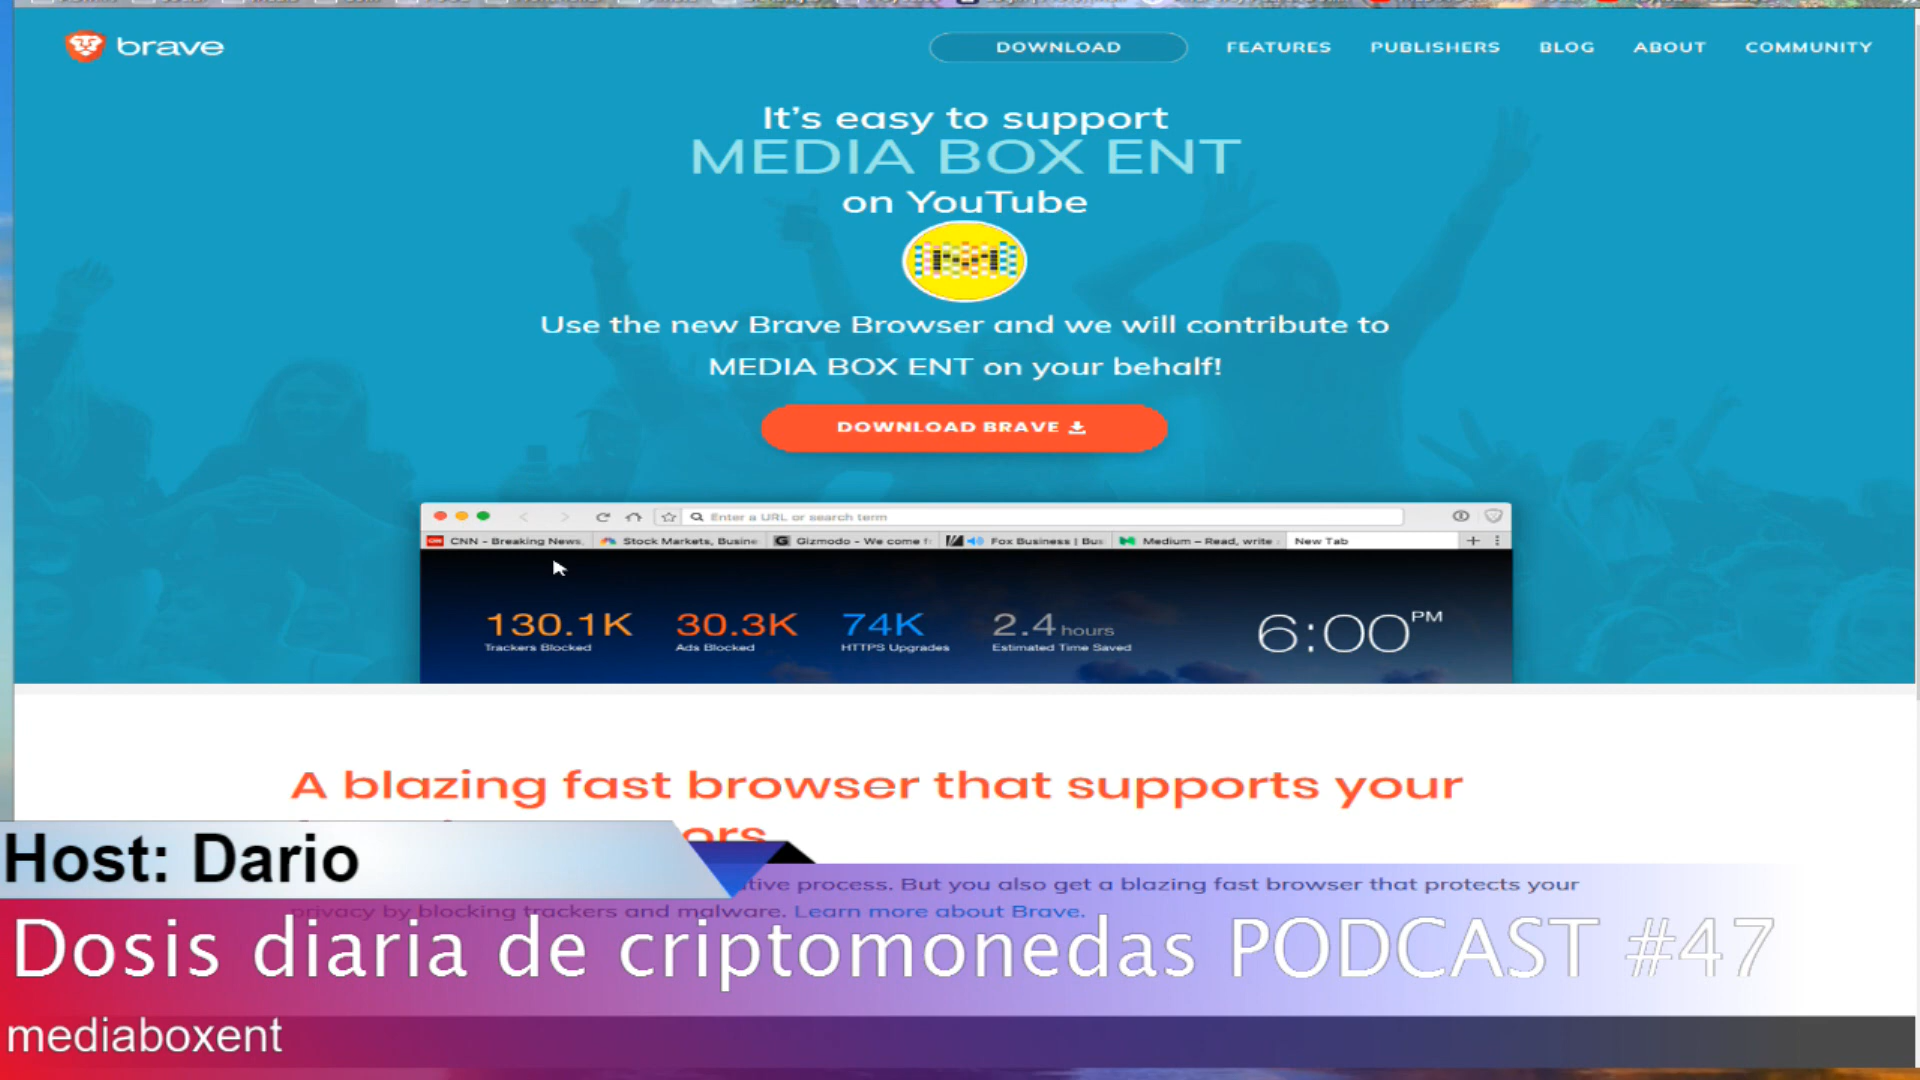 brave
DOWNLOAD
FEATURES
PUBLISHERS
BLOG
ABOUT
COMMUNITY
It's easy to support
MEDIA BOX ENT
on YouTube
Use the new Brave Browser and we will contribute to
MEDIA BOX ENT on your behalf!
DOWNLOAD BRAVE
Enter a URL or search term
CNN - Breaking News,
Stock Markets, Busine
Gizmodo - We come f
Fox Business | Bus
Medium – Read, write
New Tab
130.1K
Trackers Blocked
30.3K
Ads Blocked
74K
HTTPS Upgrades
2.4 hours
Estimated Time Saved
6:00 PM
A blazing fast browser that supports your
ors.
Host: Dario
tive process. But you also get a blazing fast browser that protects your
privacy by blocking trackers and malware. Learn more about Brave.
Dosis diaria de criptomonedas PODCAST #47
mediaboxent